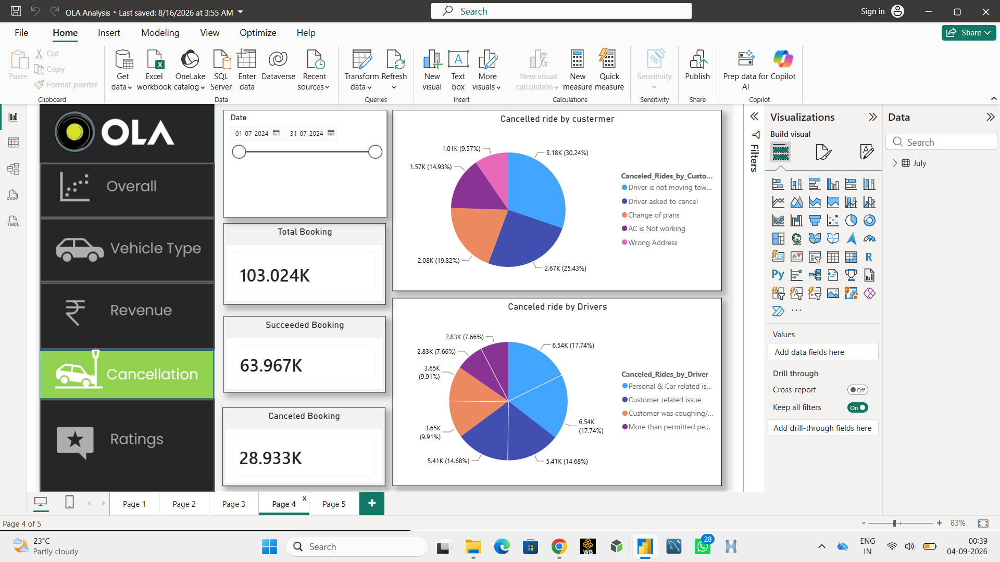 OLA Analysis • Last saved: 8/16/2026 at 3:55 AM
Search
Sign in
File
Home
Insert
Modeling
View
Optimize
Help
Share
Paste
Cut
Copy
Format painter
Clipboard
Get data
Excel workbook
OneLake catalog
SQL Server
Enter data
Dataverse
Recent sources
Data
Transform data
Refresh
Queries
New visual
Text box
More visuals
Insert
New visual calculation
New measure
Quick measure
Calculations
Sensitivity
Sensitivity
Publish
Share
Prep data for AI
Copilot
Copilot
OLA
Overall
Vehicle Type
Revenue
Cancellation
Ratings
Date
01-07-2024
31-07-2024
Total Booking
103.024K
Succeeded Booking
63.967K
Canceled Booking
28.933K
Cancelled ride by custermer
1.01K (9.57%)
3.18K (30.24%)
1.57K (14.93%)
2.08K (19.82%)
2.67K (25.43%)
Canceled_Rides_by_Custo...
Driver is not moving tow...
Driver asked to cancel
Change of plans
AC is Not working
Wrong Address
Canceled ride by Drivers
2.83K (7.66%)
6.54K (17.74%)
2.83K (7.66%)
3.65K
(9.91%)
6.54K
(17.74%)
3.65K
(9.91%)
5.41K (14.68%)
5.41K (14.68%)
Canceled_Rides_by_Driver
Personal & Car related is...
Customer related issue
Customer was coughing/...
More than permitted pe...
Filters
Visualizations
Build visual
123
R
Py
Values
Add data fields here
Drill through
Cross-report
Off
Keep all filters
On
Add drill-through fields here
Data
Search
July
DAX
TMDL
Page 1
Page 2
Page 3
Page 4
x
Page 5
+
Page 4 of 5
- + 83%
23°C
Partly cloudy
Search
WB
28
ENG
IN
00:39
04-09-2026